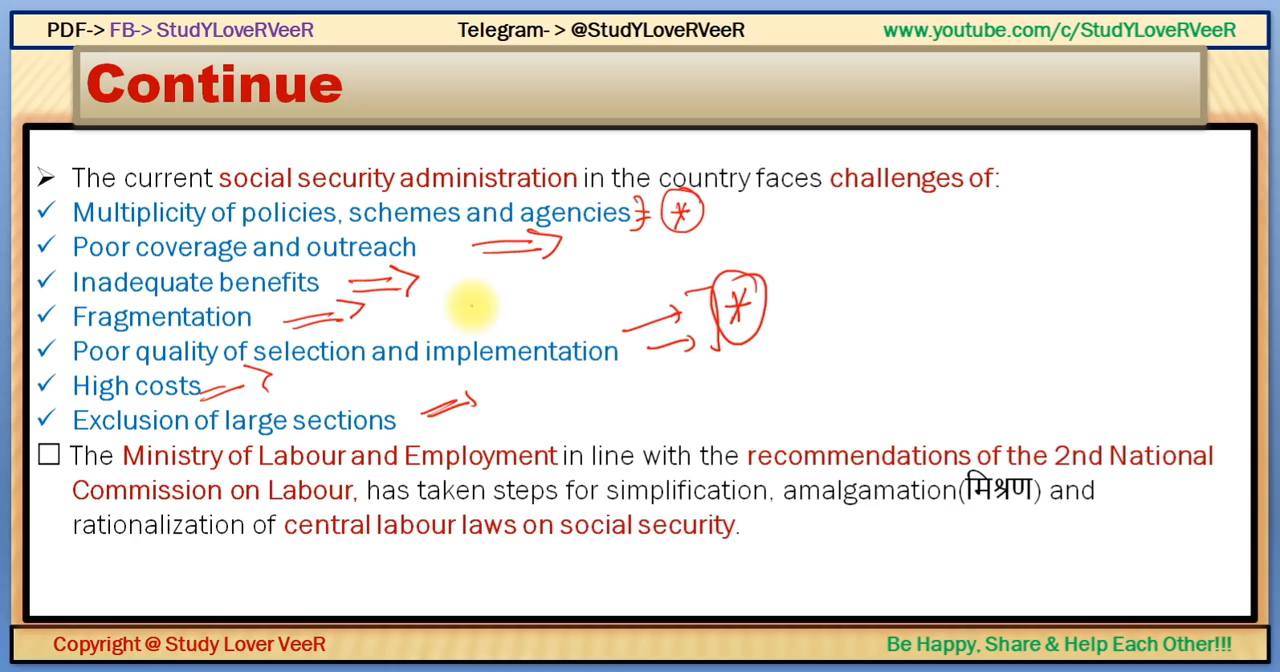 PDF-> FB-> StudYLoveRVeeR Telegram- > @StudYLoveRVeeR www.youtube.com/c/StudYLoveRVeeR
Continue
➤ The current social security administration in the country faces challenges of:
✓ Multiplicity of policies, schemes and agencies
✓ Poor coverage and outreach
✓ Inadequate benefits
✓ Fragmentation
✓ Poor quality of selection and implementation
✓ High costs
✓ Exclusion of large sections
☐ The Ministry of Labour and Employment in line with the recommendations of the 2nd National
Commission on Labour, has taken steps for simplification, amalgamation(मिश्रण) and
rationalization of central labour laws on social security.
Copyright @ Study Lover VeeR Be Happy, Share & Help Each Other!!!